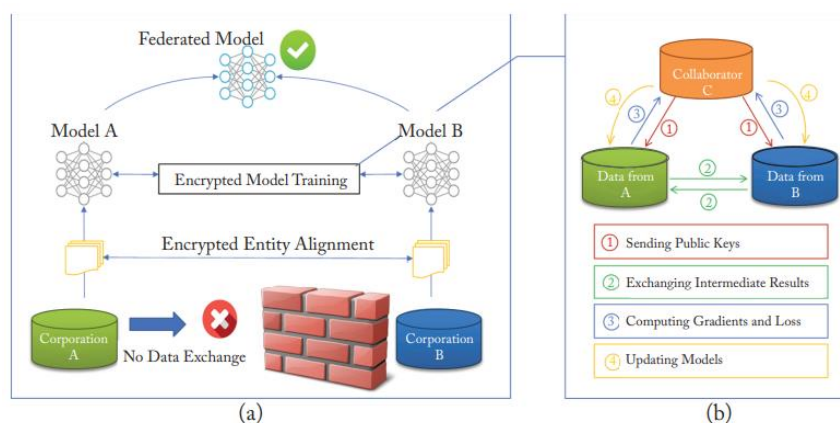 Federated Model
Model A
Model B
Encrypted Model Training
Encrypted Entity Alignment
Corporation
A
No Data Exchange
Corporation
B
(a)
Collaborator
C
4
3
1
1
3
4
Data from
A
2
2
Data from
B
1 Sending Public Keys
2 Exchanging Intermediate Results
3 Computing Gradients and Loss
4 Updating Models
(b)